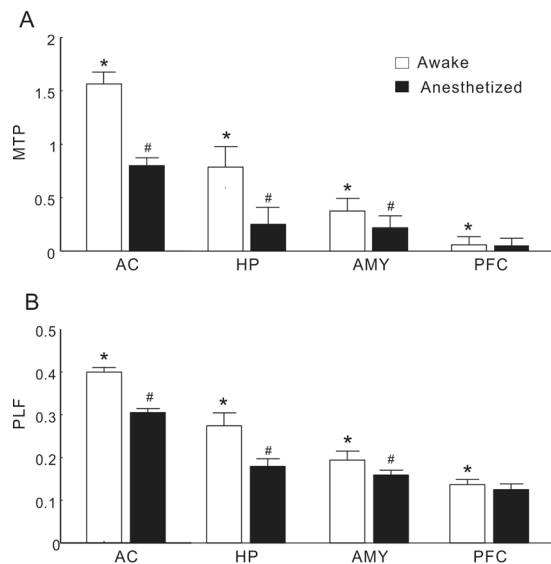 A
2
1.5
1
0.5
0
MTP
* # * # * # *
Awake
Anesthetized
AC HP AMY PFC
B
0.5
0.4
0.3
0.2
0.1
0
PLF
* # * # * # *
AC HP AMY PFC